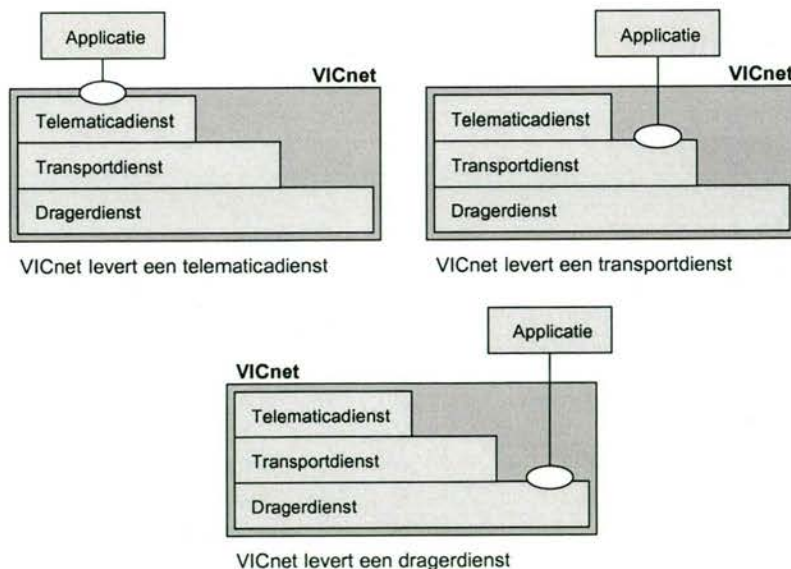 Applicatie
VICnet
Telematicadienst
Transportdienst
Dragerdienst
VICnet levert een telematicadienst
Applicatie
VICnet
Telematicadienst
Transportdienst
Dragerdienst
VICnet levert een transportdienst
Applicatie
VICnet
Telematicadienst
Transportdienst
Dragerdienst
VICnet levert een dragerdienst